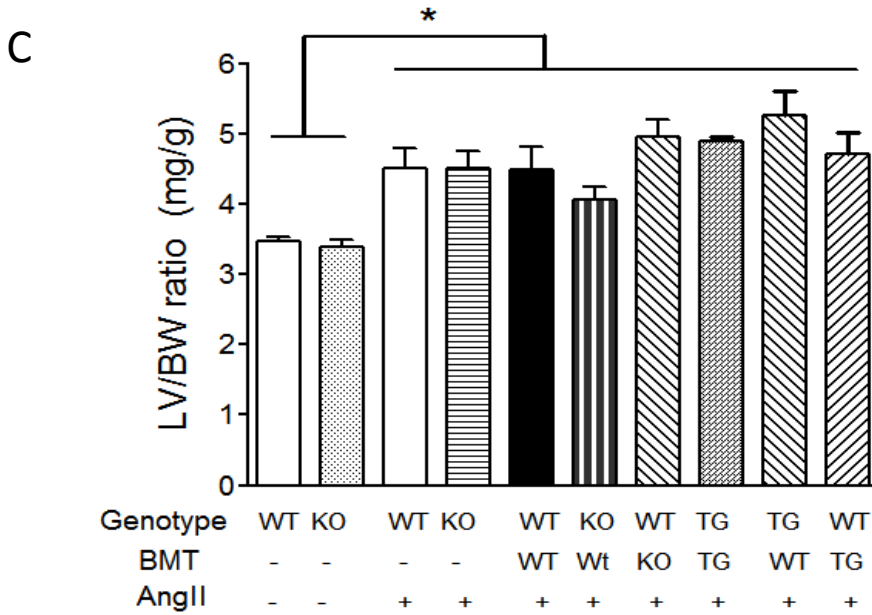 C
*
LV/BW ratio (mg/g)
6
5
4
3
2
1
0
Genotype WT KO WT KO WT KO WT TG TG WT
BMT - - - - WT Wt KO TG WT TG
AngII - - + + + + + + + +